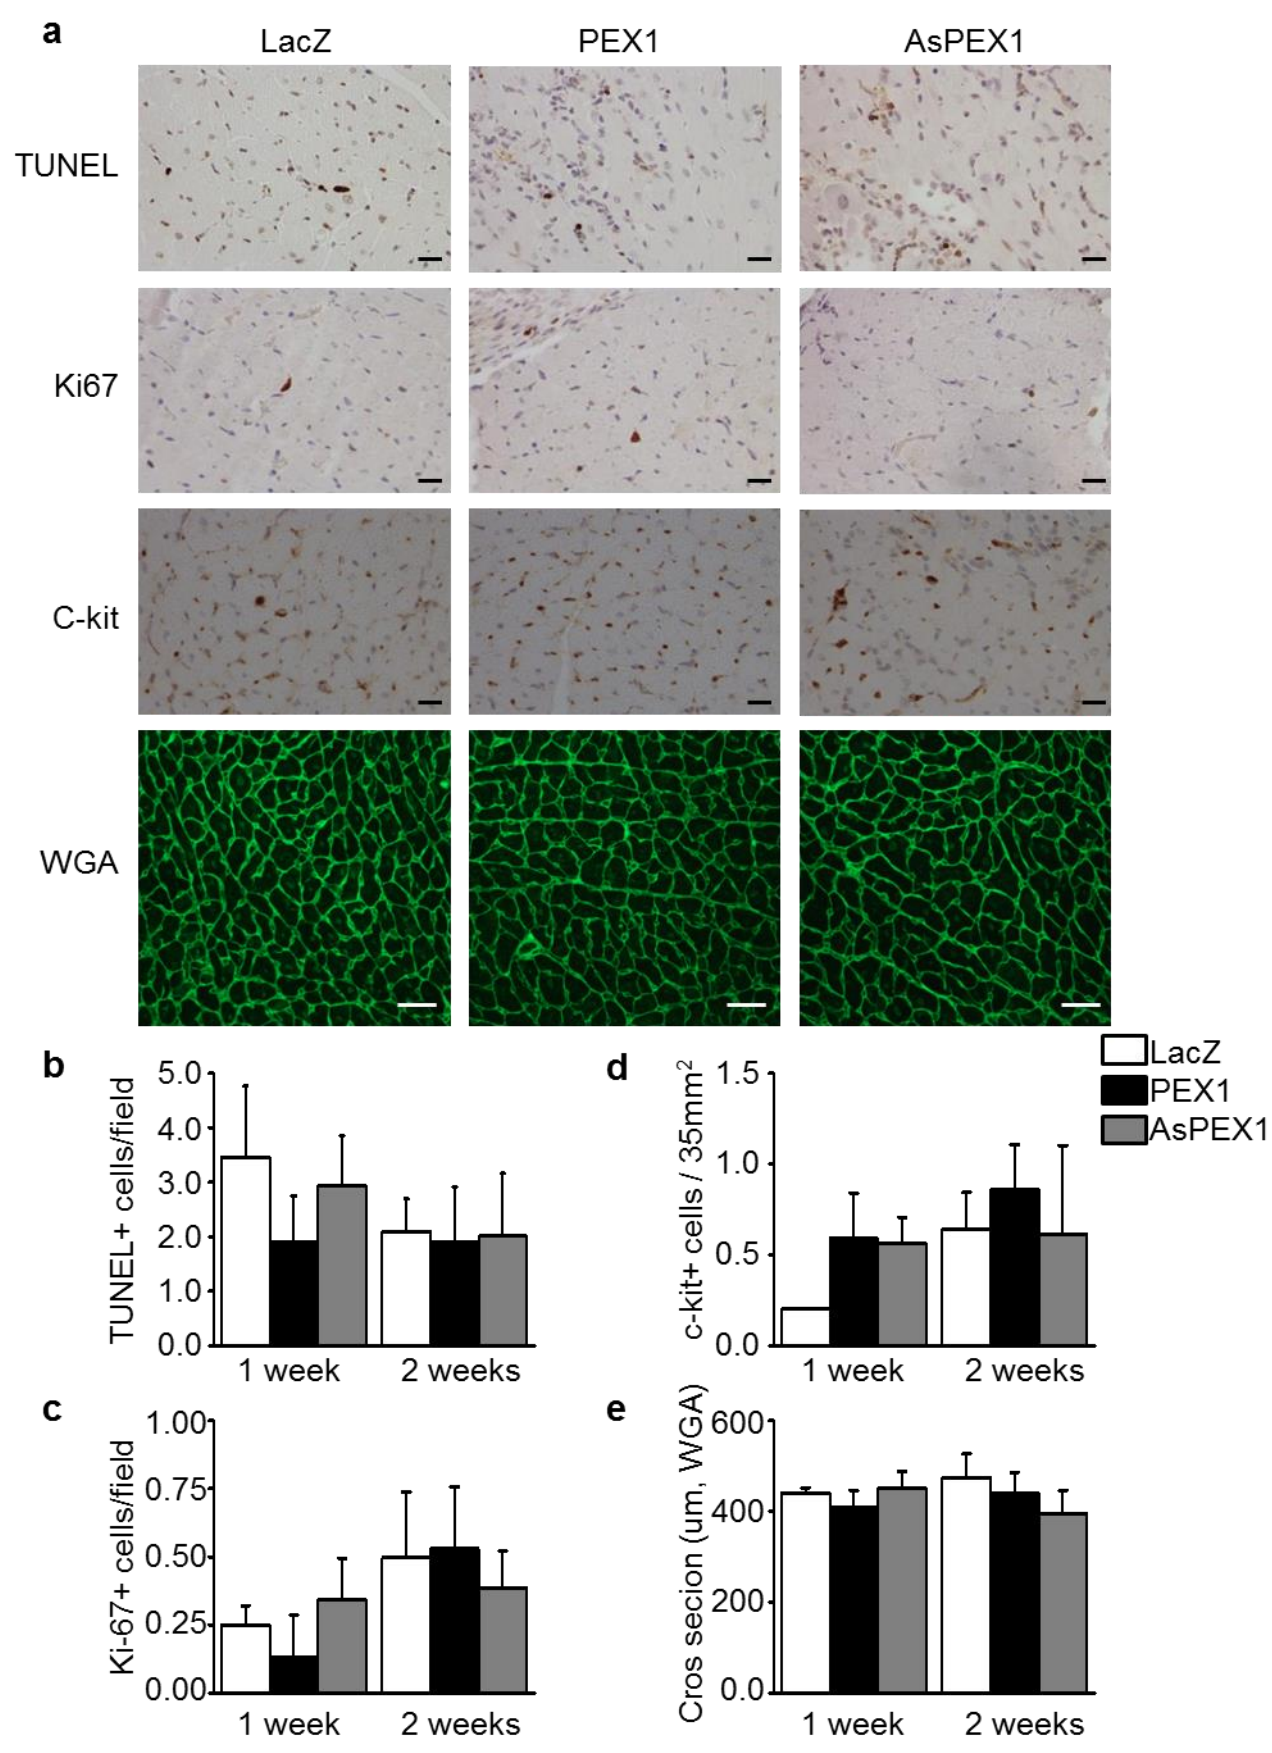 a
LacZ PEX1 AsPEX1
TUNEL
Ki67
C-kit
WGA
b
TUNEL+ cells/field
5.0
4.0
3.0
2.0
1.0
0.0
1 week 2 weeks
d
c-kit+ cells / 35mm²
1.5
1.0
0.5
0.0
1 week 2 weeks
LacZ
PEX1
AsPEX1
c
Ki-67+ cells/field
1.00
0.75
0.50
0.25
0.00
1 week 2 weeks
e
Cros secion (um, WGA)
600
400
200
0.0
1 week 2 weeks